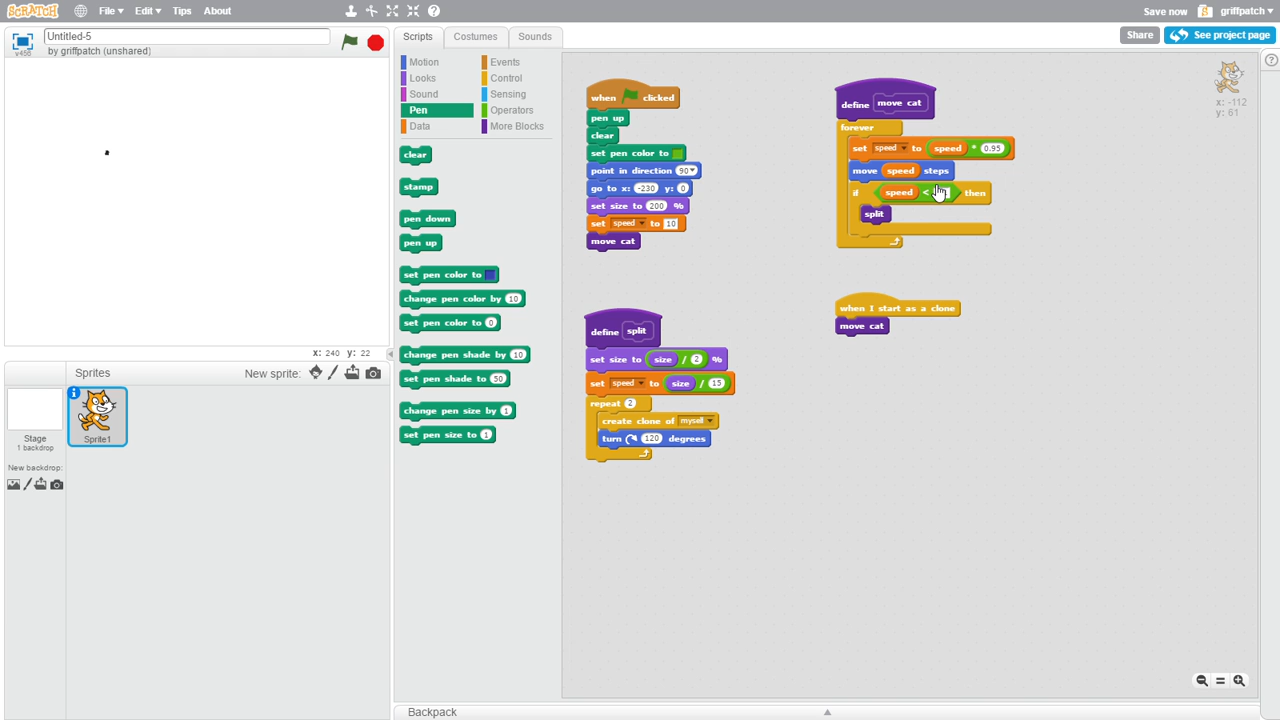 SCRATCH File Edit Tips About Save now griffpatch
v456 Untitled-5
by griffpatch (unshared)
Scripts Costumes Sounds Share See project page
Motion Events
Looks Control
Sound Sensing
Pen Operators
Data More Blocks
clear
stamp
pen down
pen up
set pen color to
change pen color by 10
set pen color to 0
change pen shade by 10
set pen shade to 50
change pen size by 1
set pen size to 1
when clicked
pen up
clear
set pen color to
point in direction 90
go to x: -230 y: 0
set size to 200 %
set speed to 10
move cat
define split
set size to size / 2 %
set speed to size / 15
repeat 2
create clone of myself
turn 120 degrees
define move cat
forever
set speed to speed * 0.95
move speed steps
if speed < then
split
when I start as a clone
move cat
x: -112
y: 61
x: 240 y: 22
Sprites New sprite:
Sprite1
Stage
1 backdrop
New backdrop:
Backpack